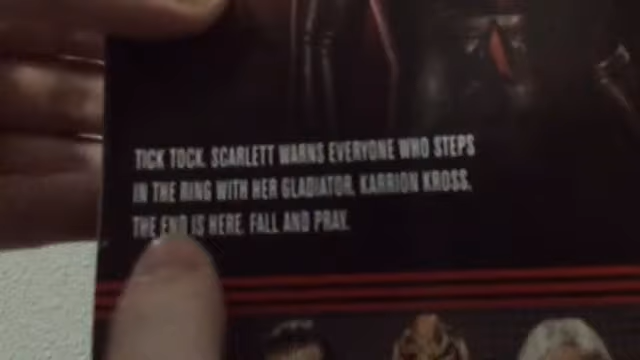 TICK TOCK. SCARLETT WARNS EVERYONE WHO STEPS
IN THE RING WITH HER GLADIATOR, KARRION KROSS.
THE END IS HERE. FALL AND PRAY.